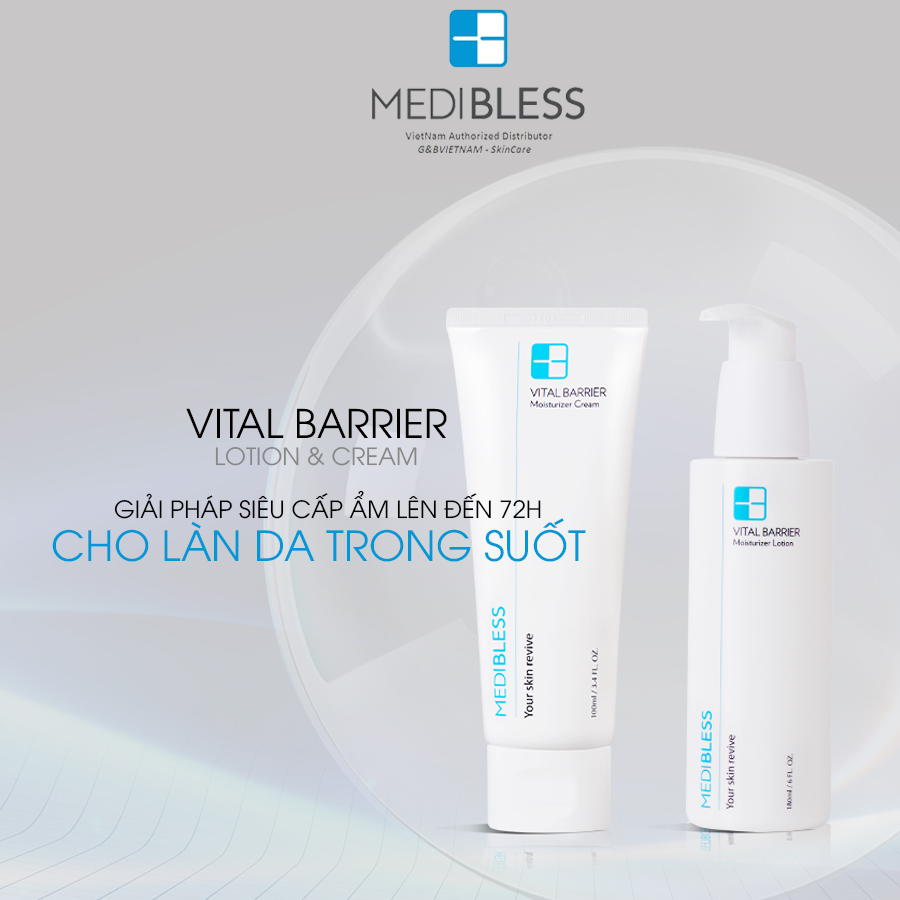 MEDIBLESS
VietNam Authorized Distributor
G&BVIETNAM - SkinCare
VITAL BARRIER
LOTION & CREAM
GIẢI PHÁP SIÊU CẤP ẨM LÊN ĐẾN 72H
CHO LÀN DA TRONG SUỐT
VITAL BARRIER
Moisturizer Cream
MEDIBLESS
Your skin revive
100ml / 3.4 FL. OZ.
VITAL BARRIER
Moisturizer Lotion
MEDIBLESS
Your skin revive
180ml / 6 FL. OZ.